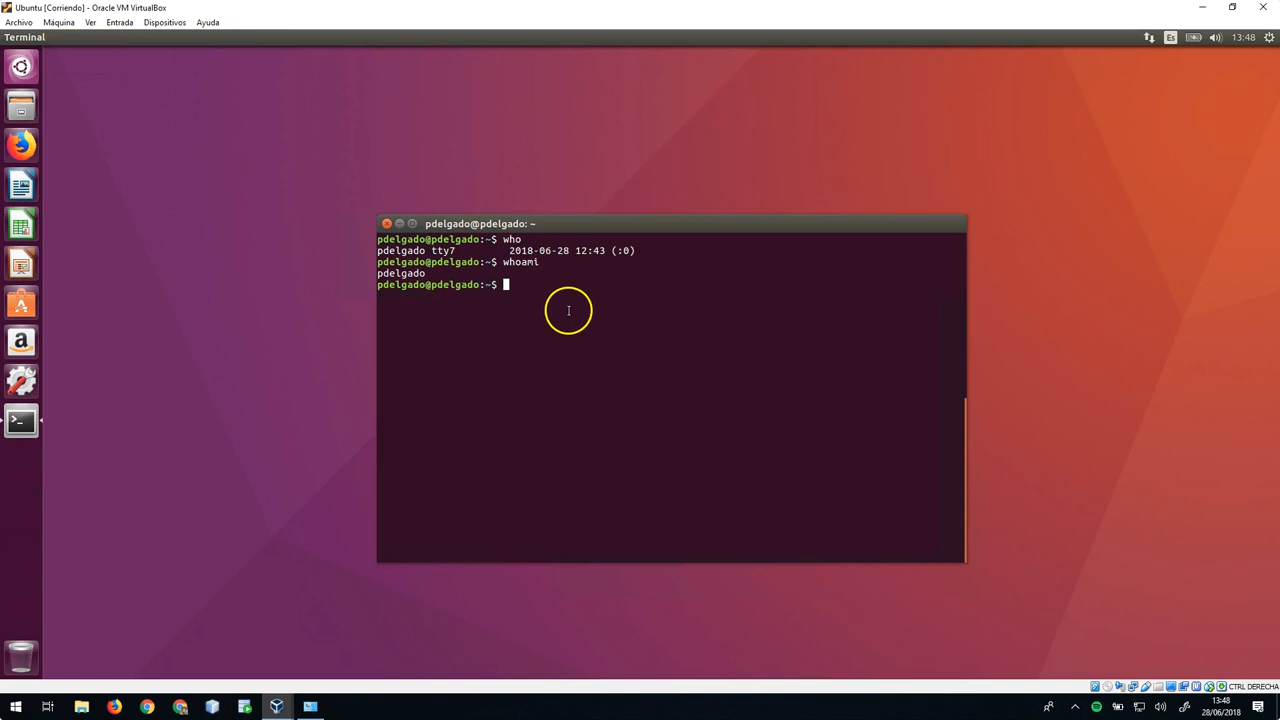 Ubuntu [Corriendo] - Oracle VM VirtualBox
Archivo Máquina Ver Entrada Dispositivos Ayuda
Terminal Es 13:48
pdelgado@pdelgado: ~
pdelgado@pdelgado:~$ who
pdelgado tty7 2018-06-28 12:43 (:0)
pdelgado@pdelgado:~$ whoami
pdelgado
pdelgado@pdelgado:~$
CTRL DERECHA
13:48
28/06/2018